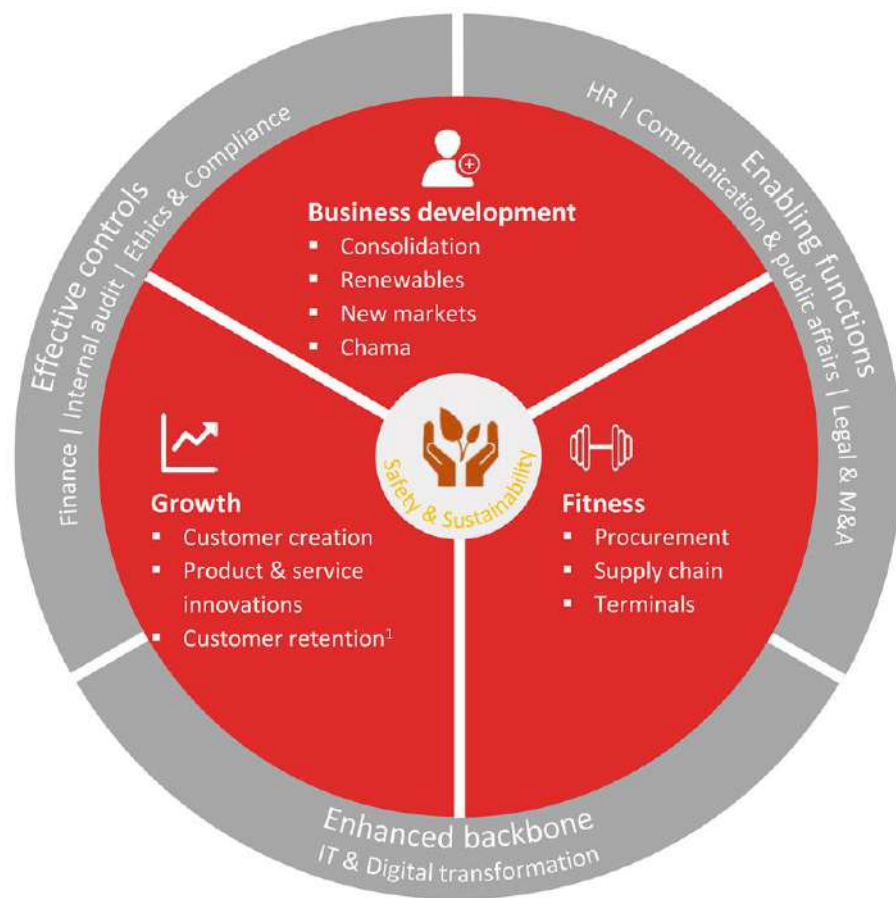 Effective controls
Finance | Internal audit | Ethics & Compliance
HR | Communication & public affairs | Legal & M&A
Enabling functions
Business development
▪ Consolidation
▪ Renewables
▪ New markets
▪ Chama
Safety & Sustainability
Growth
▪ Customer creation
▪ Product & service
innovations
▪ Customer retention¹
Fitness
▪ Procurement
▪ Supply chain
▪ Terminals
Enhanced backbone
IT & Digital transformation